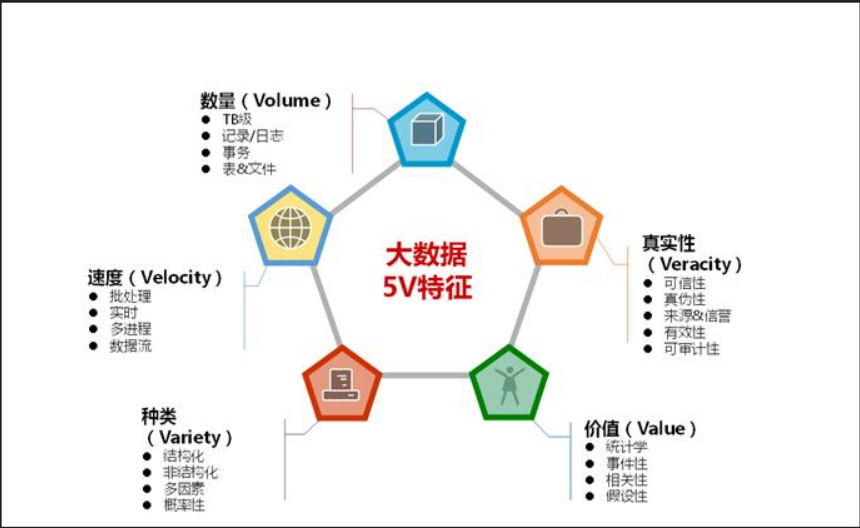 数量（Volume）
● TB级
● 记录/日志
● 事务
● 表&文件
大数据
5V特征
真实性
（Veracity）
● 可信性
● 真伪性
● 来源&信营
● 有效性
● 可审计性
速度（Velocity）
● 批处理
● 实时
● 多进程
● 数据流
种类
（Variety）
● 结构化
● 非结构化
● 多因素
● 概率性
价值（Value）
● 统计学
● 事件性
● 相关性
● 假设性